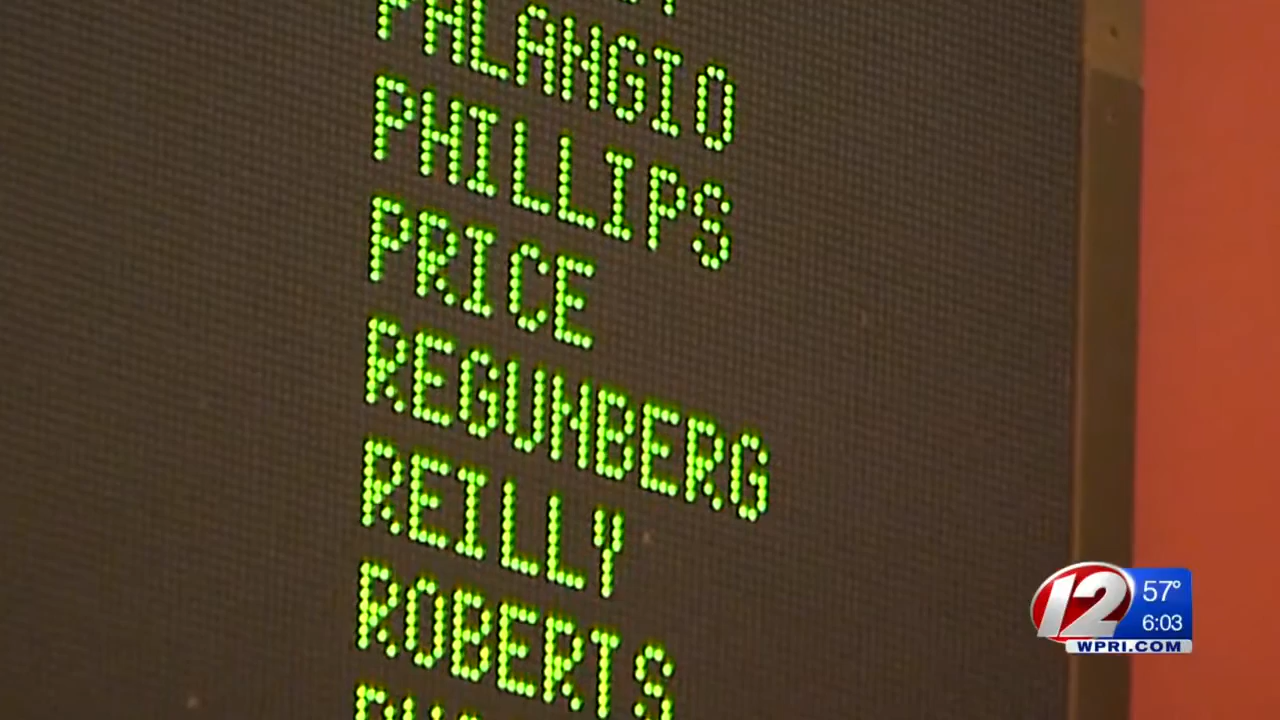 PALANGIO
PHILLIPS
PRICE
REGUNBERG
REILLY
ROBERTS
12
57°
6:03
WPRI.COM